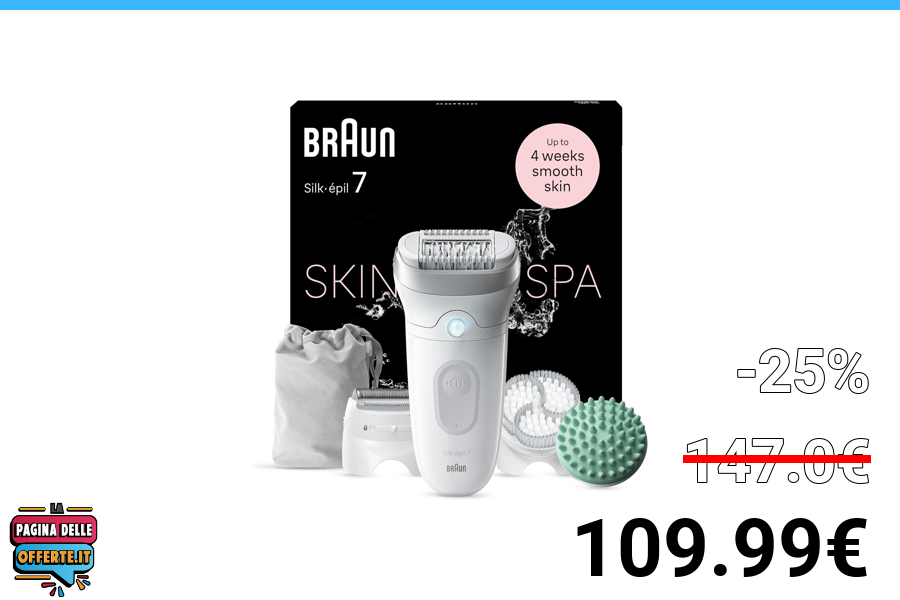 BRAUN
Silk·épil 7
Up to
4 weeks
smooth
skin
SKIN SPA
Silk·épil 7
BRAUN
-25%
147.0€
109.99€
LA
PAGINA DELLE
OFFERTE.IT